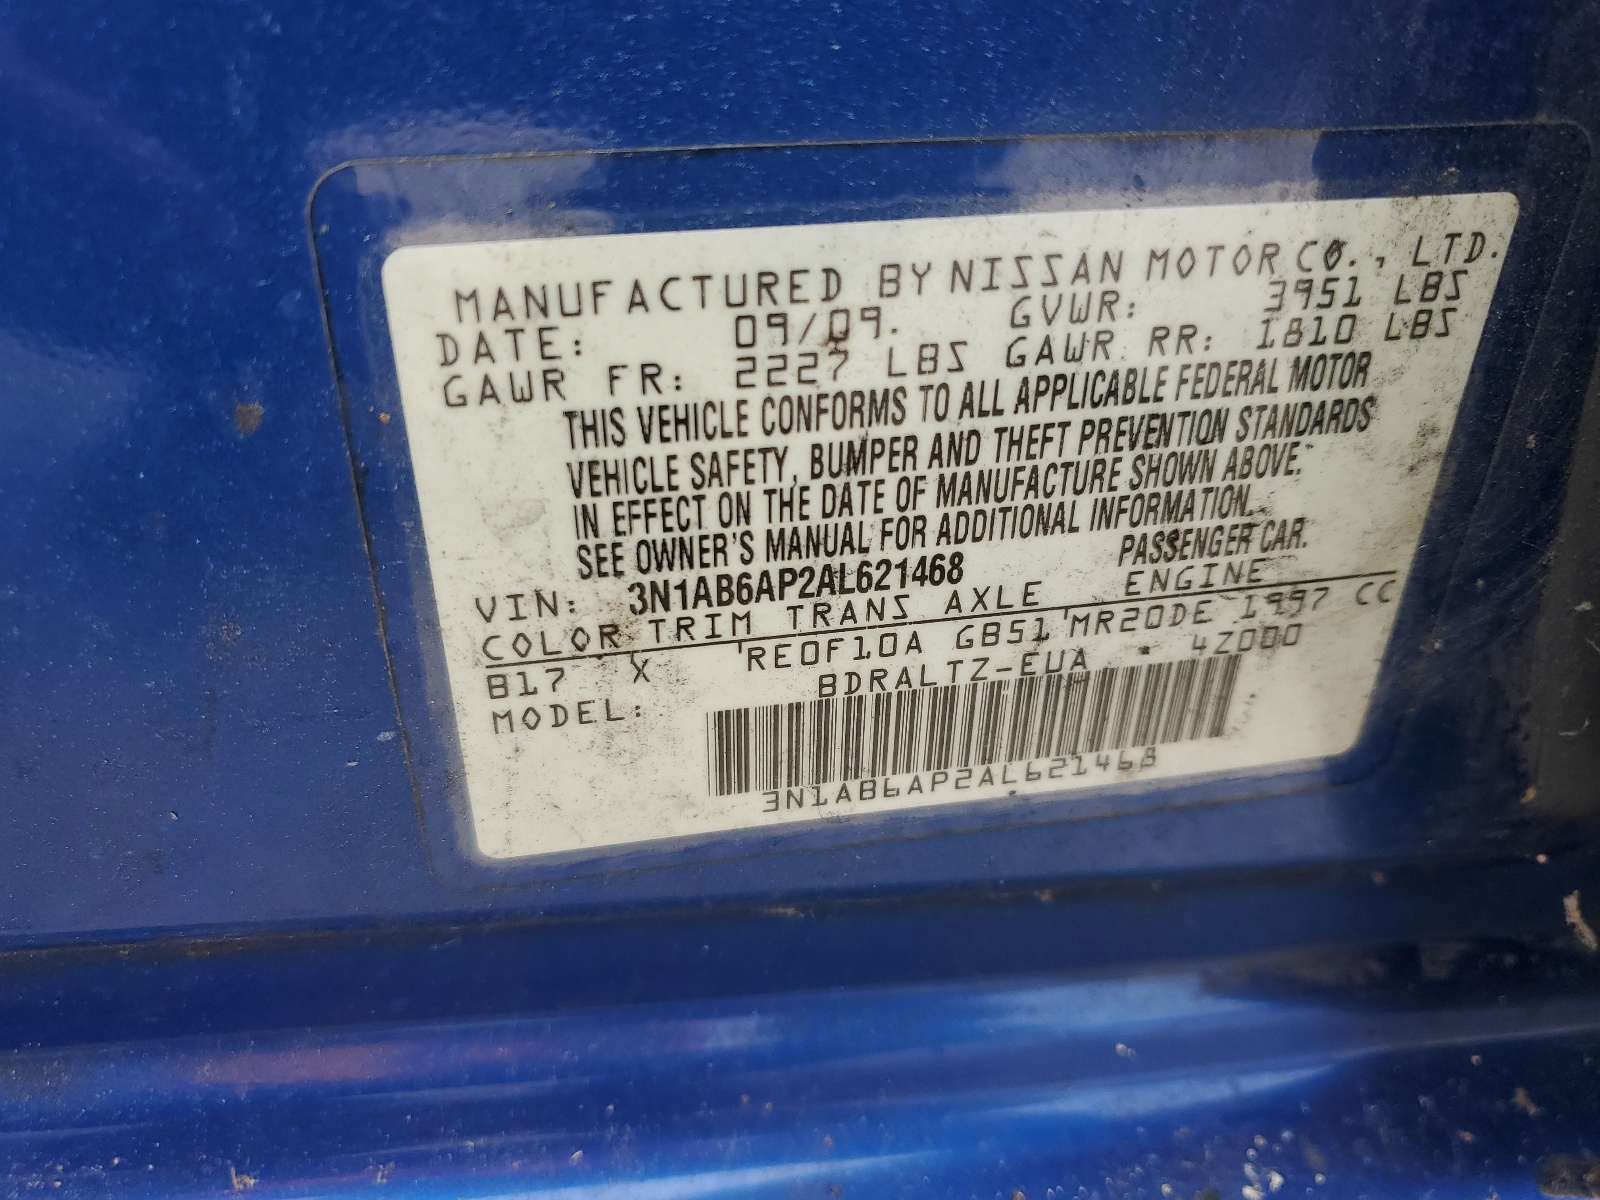 MANUFACTURED BY NISSAN MOTOR CO., LTD.
DATE: 09/09. GVWR: 3951 LBS
GAWR FR: 2227 LBS GAWR RR: 1810 LBS
THIS VEHICLE CONFORMS TO ALL APPLICABLE FEDERAL MOTOR
VEHICLE SAFETY, BUMPER AND THEFT PREVENTION STANDARDS
IN EFFECT ON THE DATE OF MANUFACTURE SHOWN ABOVE.
SEE OWNER'S MANUAL FOR ADDITIONAL INFORMATION.
VIN: 3N1AB6AP2AL621468 PASSENGER CAR.
COLOR TRIM TRANS AXLE ENGINE
B17 X RE0F10A GB51 MR20DE 1997 CC
MODEL: BDRALTZ-EUA 4Z000
3N1AB6AP2AL621468